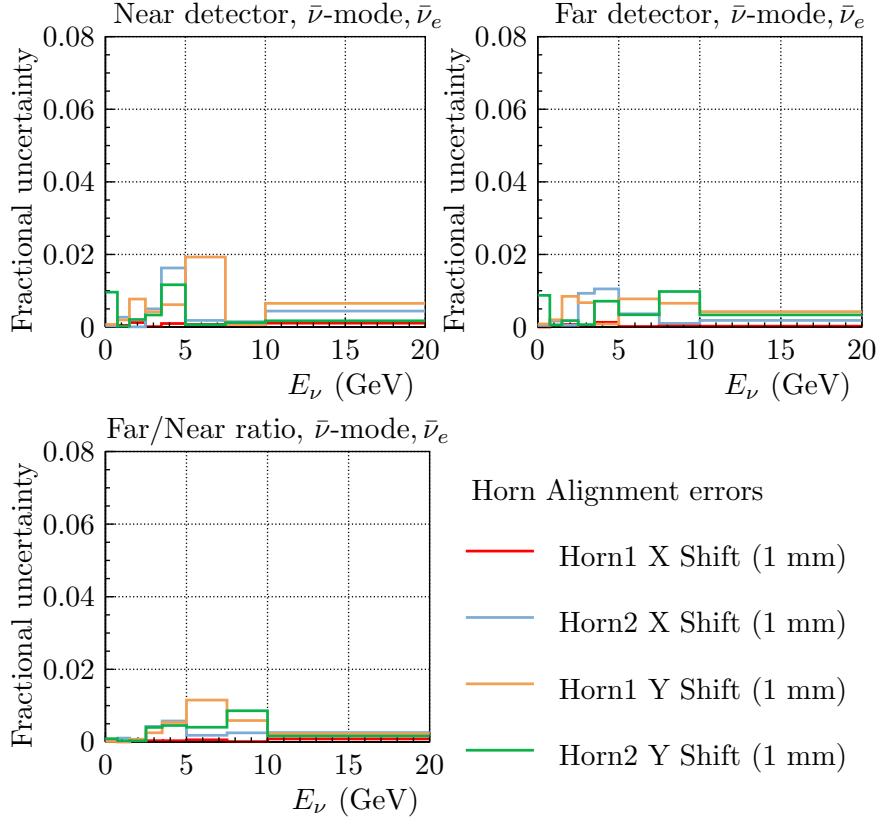 Near detector, ν̄-mode, ν̄e
Fractional uncertainty
0.08
0.06
0.04
0.02
0
0 5 10 15 20
Eν (GeV)
Far detector, ν̄-mode, ν̄e
Fractional uncertainty
0.08
0.06
0.04
0.02
0
0 5 10 15 20
Eν (GeV)
Far/Near ratio, ν̄-mode, ν̄e
Fractional uncertainty
0.08
0.06
0.04
0.02
0
0 5 10 15 20
Eν (GeV)
Horn Alignment errors
Horn1 X Shift (1 mm)
Horn2 X Shift (1 mm)
Horn1 Y Shift (1 mm)
Horn2 Y Shift (1 mm)